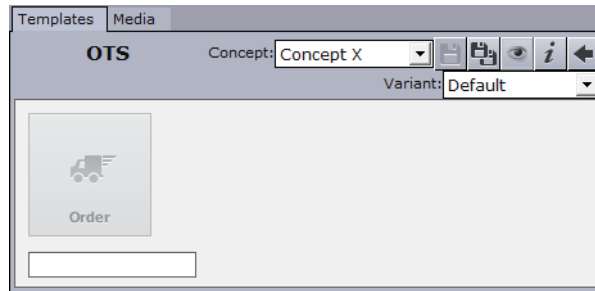 Templates Media
OTS Concept: Concept X i
Variant: Default
Order